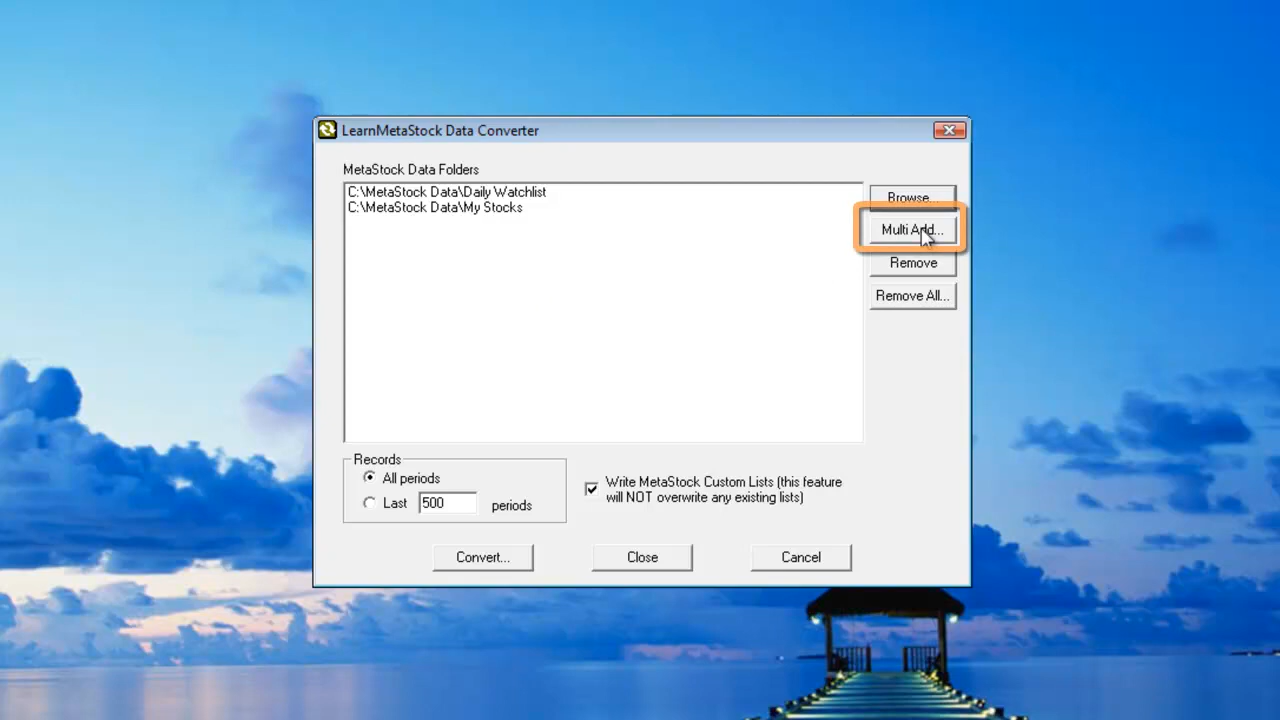 LearnMetaStock Data Converter
MetaStock Data Folders
C:\MetaStock Data\Daily Watchlist
C:\MetaStock Data\My Stocks
Browse...
Multi Add...
Remove
Remove All...
Records
All periods
Last 500 periods
Write MetaStock Custom Lists (this feature
will NOT overwrite any existing lists)
Convert...
Close
Cancel